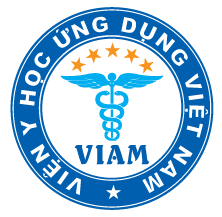 VIỆN Y HỌC ỨNG DỤNG VIỆT NAM
VIAM